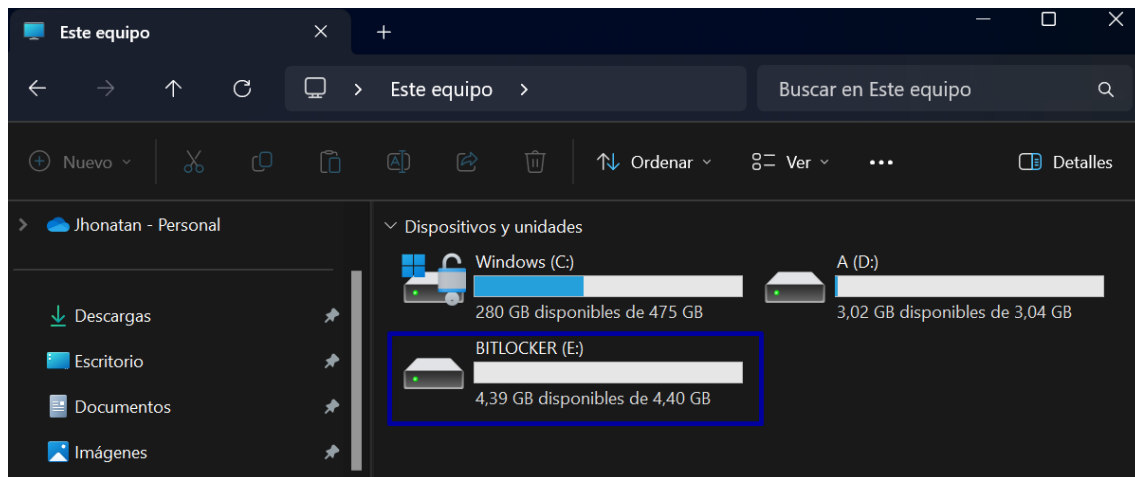 Este equipo
Este equipo
Buscar en Este equipo
Nuevo
Ordenar
Ver
Detalles
Jhonatan - Personal
Descargas
Escritorio
Documentos
Imágenes
Dispositivos y unidades
Windows (C:)
280 GB disponibles de 475 GB
A (D:)
3,02 GB disponibles de 3,04 GB
BITLOCKER (E:)
4,39 GB disponibles de 4,40 GB